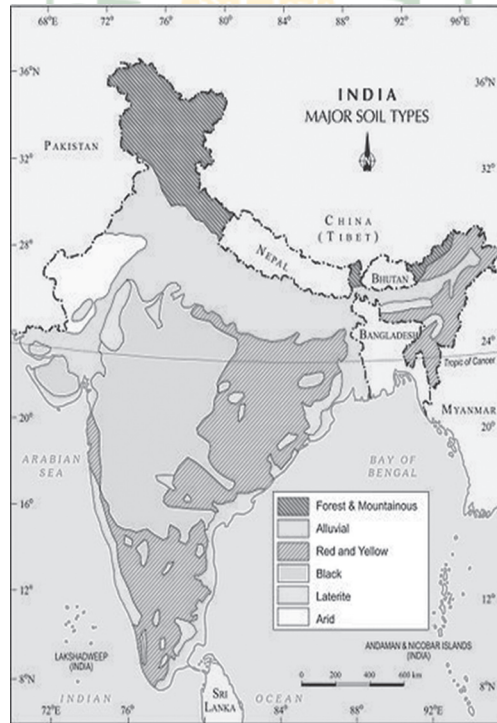 68°E 72° 76° 80° 84° 88° 92° 96°E
36°N
36°N
INDIA
MAJOR SOIL TYPES
N
PAKISTAN
32°
32°
CHINA
(TIBET)
28°
NEPAL
BHUTAN
BANGLADESH
24°
Tropic of Cancer
MYANMAR
20°
20°
ARABIAN
SEA
BAY OF
BENGAL
16°
Forest & Mountainous
Alluvial
Red and Yellow
Black
Laterite
Arid
12°
12°
LAKSHADWEEP
(INDIA)
ANDAMAN & NICOBAR ISLANDS
(INDIA)
0 200 400 600 km
8°N
8°N
INDIAN OCEAN
SRI
LANKA
72°E 76° 80° 84° 88° 92°E